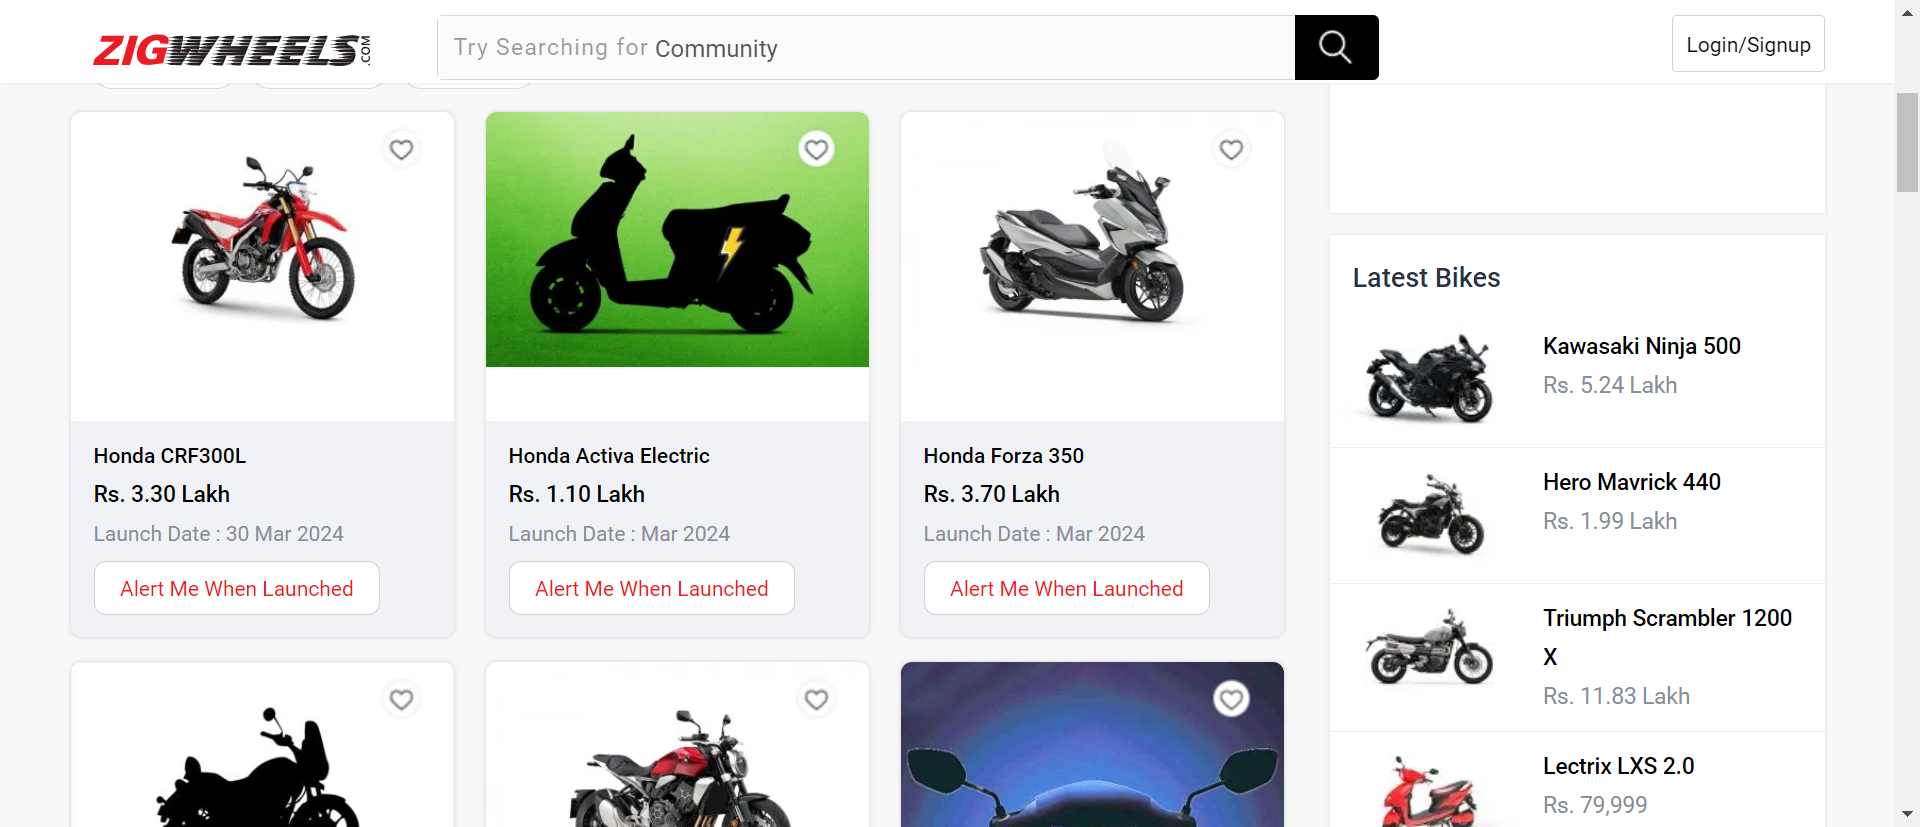 ZIGWHEELS.COM
Try Searching for Community
Login/Signup
Honda CRF300L
Rs. 3.30 Lakh
Launch Date : 30 Mar 2024
Alert Me When Launched
Honda Activa Electric
Rs. 1.10 Lakh
Launch Date : Mar 2024
Alert Me When Launched
Honda Forza 350
Rs. 3.70 Lakh
Launch Date : Mar 2024
Alert Me When Launched
Latest Bikes
Kawasaki Ninja 500
Rs. 5.24 Lakh
Hero Mavrick 440
Rs. 1.99 Lakh
Triumph Scrambler 1200
X
Rs. 11.83 Lakh
Lectrix LXS 2.0
Rs. 79,999